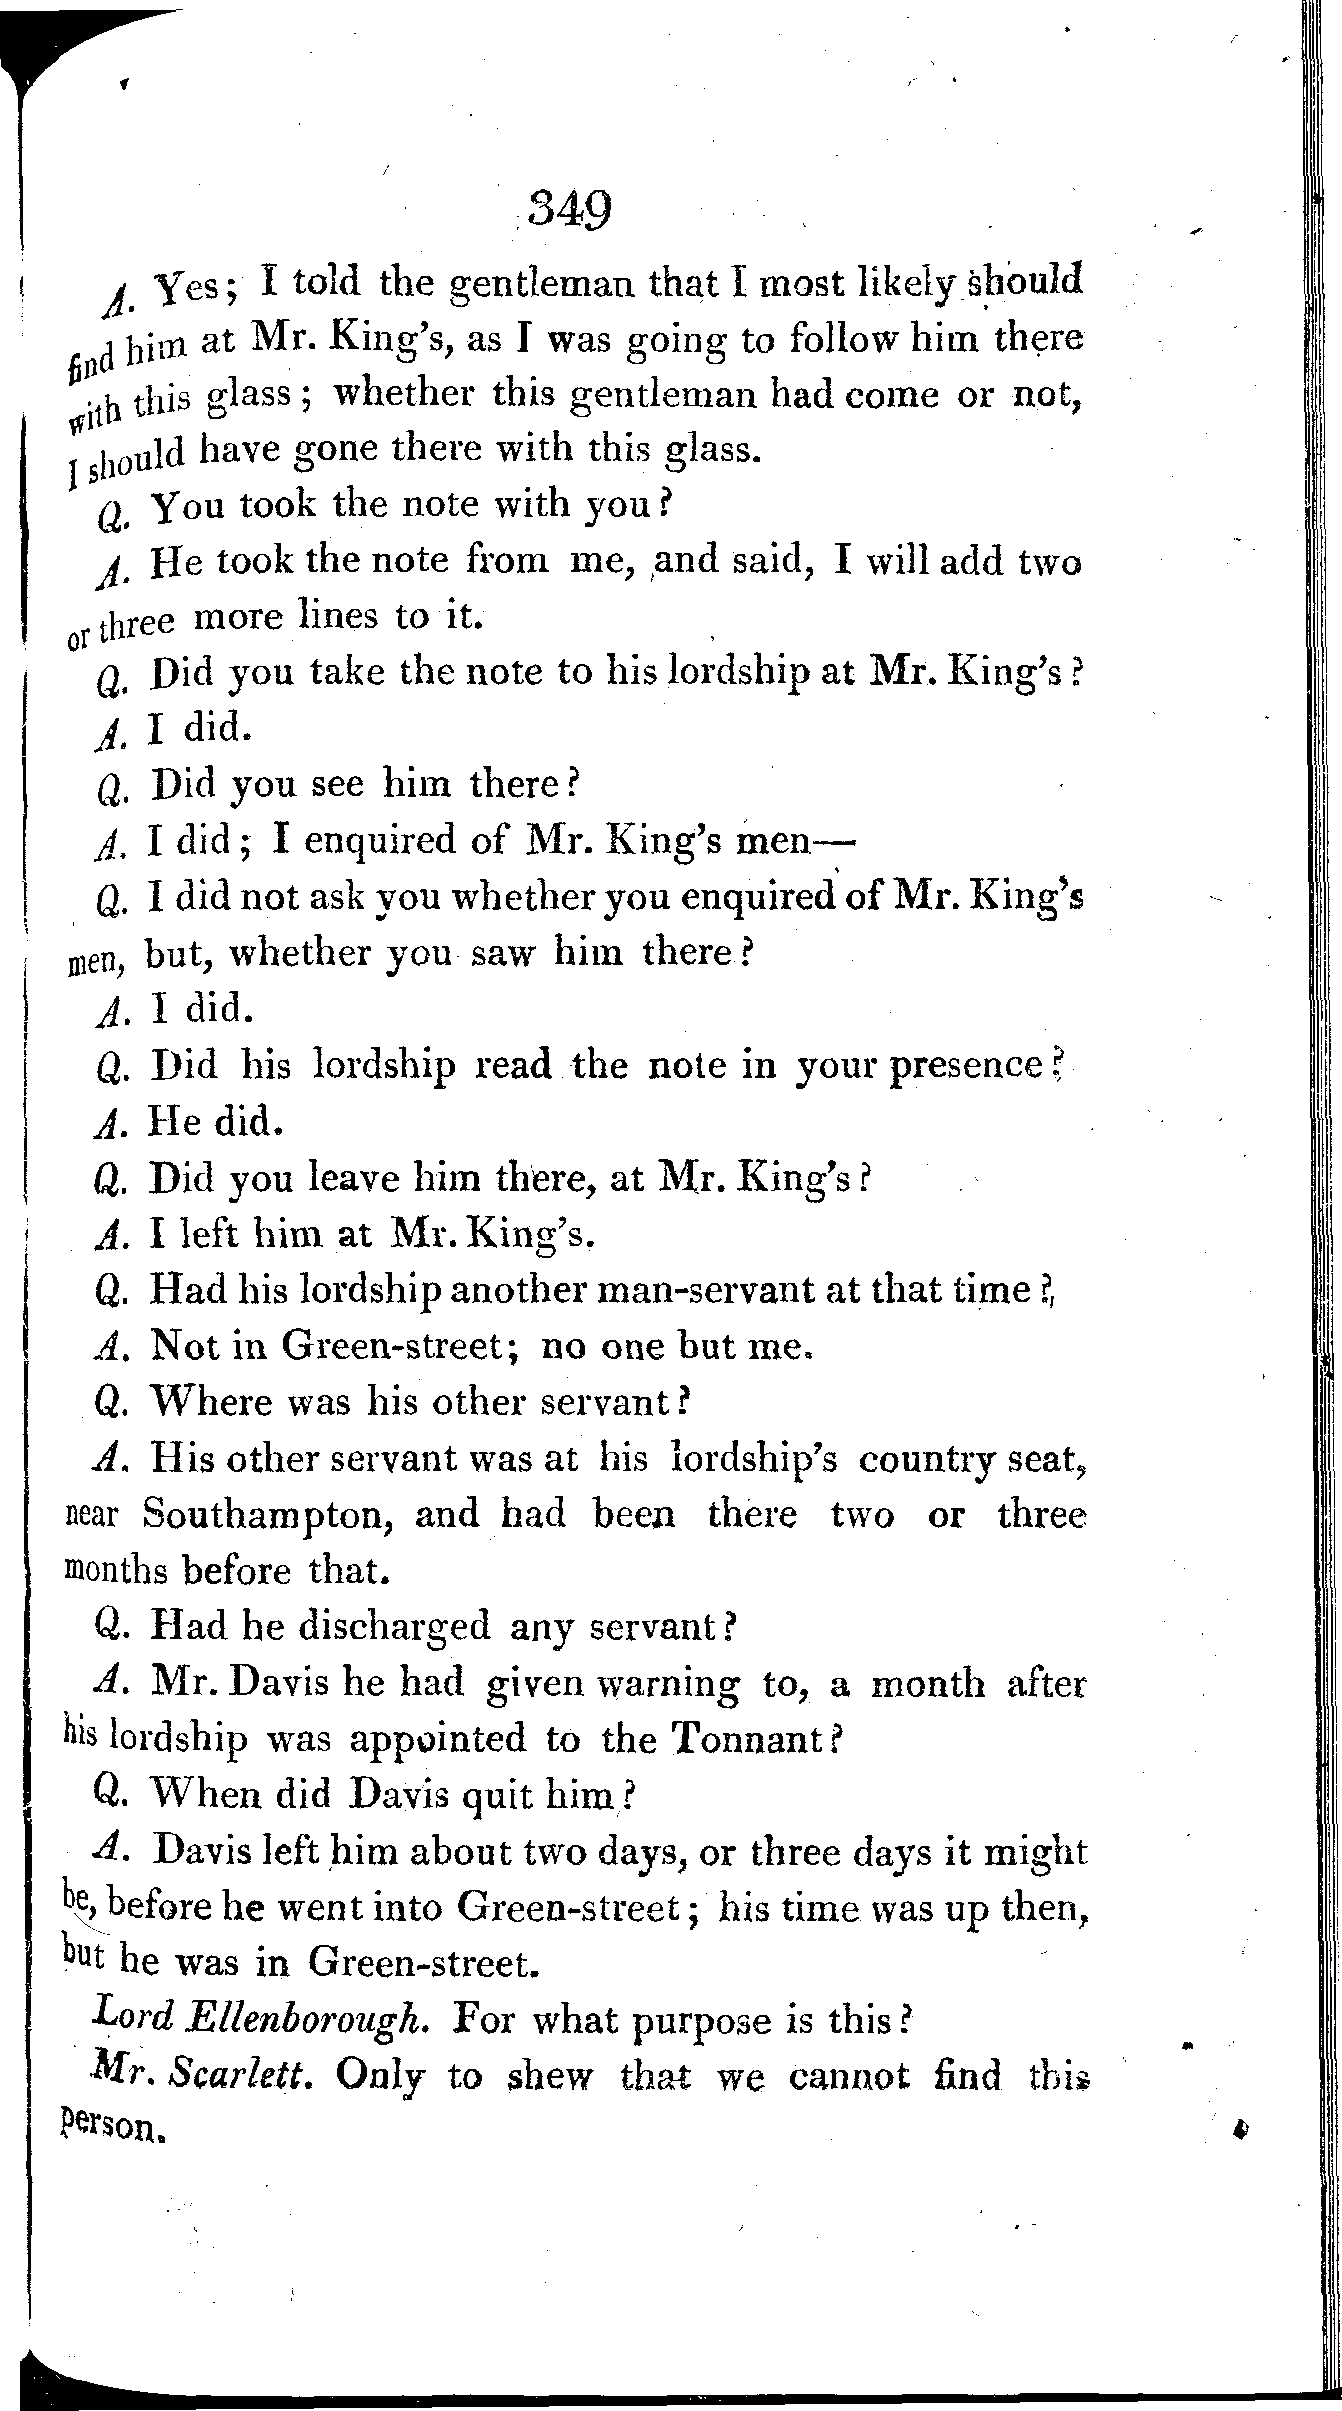 349
A. Yes; I told the gentleman that I most likely should
find him at Mr. King's, as I was going to follow him there
with this glass; whether this gentleman had come or not,
I should have gone there with this glass.
Q. You took the note with you?
A. He took the note from me, and said, I will add two
or three more lines to it.
Q. Did you take the note to his lordship at Mr. King's?
A. I did.
Q. Did you see him there?
A. I did; I enquired of Mr. King's men—
Q. I did not ask you whether you enquired of Mr. King's
men, but, whether you saw him there?
A. I did.
Q. Did his lordship read the note in your presence?
A. He did.
Q. Did you leave him there, at Mr. King's?
A. I left him at Mr. King's.
Q. Had his lordship another man-servant at that time?
A. Not in Green-street; no one but me.
Q. Where was his other servant?
A. His other servant was at his lordship's country seat,
near Southampton, and had been there two or three
months before that.
Q. Had he discharged any servant?
A. Mr. Davis he had given warning to, a month after
his lordship was appointed to the Tonnant?
Q. When did Davis quit him?
A. Davis left him about two days, or three days it might
be, before he went into Green-street; his time was up then,
but he was in Green-street.
Lord Ellenborough. For what purpose is this?
Mr. Scarlett. Only to shew that we cannot find this
person.